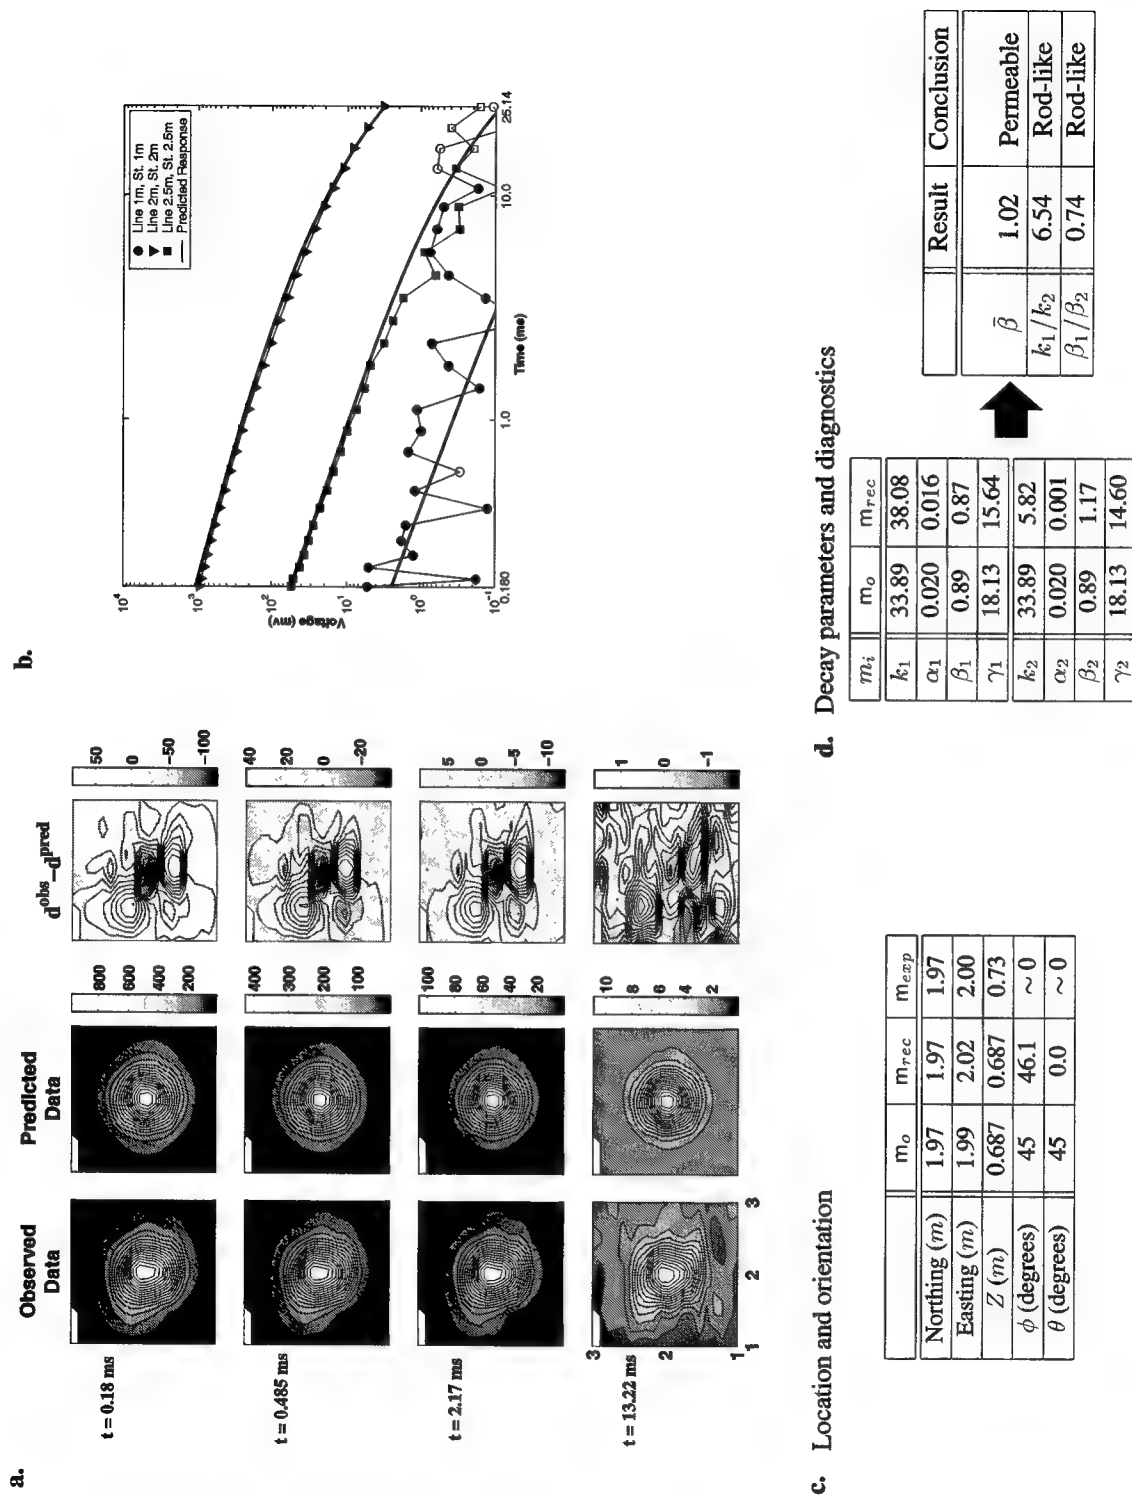 a.
Observed Data
Predicted Data
d^obs−d^pred
t = 0.18 ms
800
600
400
200
50
0
−50
−100
t = 0.485 ms
400
300
200
100
40
20
0
−20
t = 2.17 ms
100
80
60
40
20
5
0
−5
−10
t = 13.22 ms
3
2
1
1
2
3
10
8
6
4
2
1
0
−1
b.
Voltage (mv)
10^4
10^3
10^2
10^1
10^0
10^-1
0.180
1.0
10.0
25.14
Time (ms)
Line 1m, St. 1m
Line 2m, St. 2m
Line 2.5m, St. 2.5m
Predicted Response
c. Location and orientation
m_o m_rec m_exp
Northing (m) 1.97 1.97 1.97
Easting (m) 1.99 2.02 2.00
Z (m) 0.687 0.687 0.73
ϕ (degrees) 45 46.1 ~ 0
θ (degrees) 45 0.0 ~ 0
d. Decay parameters and diagnostics
m_i m_o m_rec
k_1 33.89 38.08
α_1 0.020 0.016
β_1 0.89 0.87
γ_1 18.13 15.64
k_2 33.89 5.82
α_2 0.020 0.001
β_2 0.89 1.17
γ_2 18.13 14.60
Result Conclusion
β̄ 1.02 Permeable
k_1/k_2 6.54 Rod-like
β_1/β_2 0.74 Rod-like